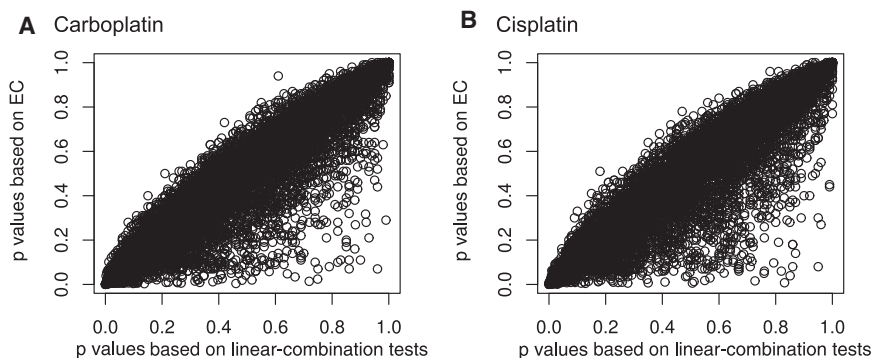 A Carboplatin
p values based on EC
1.0
0.8
0.6
0.4
0.2
0.0
0.0 0.2 0.4 0.6 0.8 1.0
p values based on linear-combination tests
B Cisplatin
p values based on EC
1.0
0.8
0.6
0.4
0.2
0.0
0.0 0.2 0.4 0.6 0.8 1.0
p values based on linear-combination tests